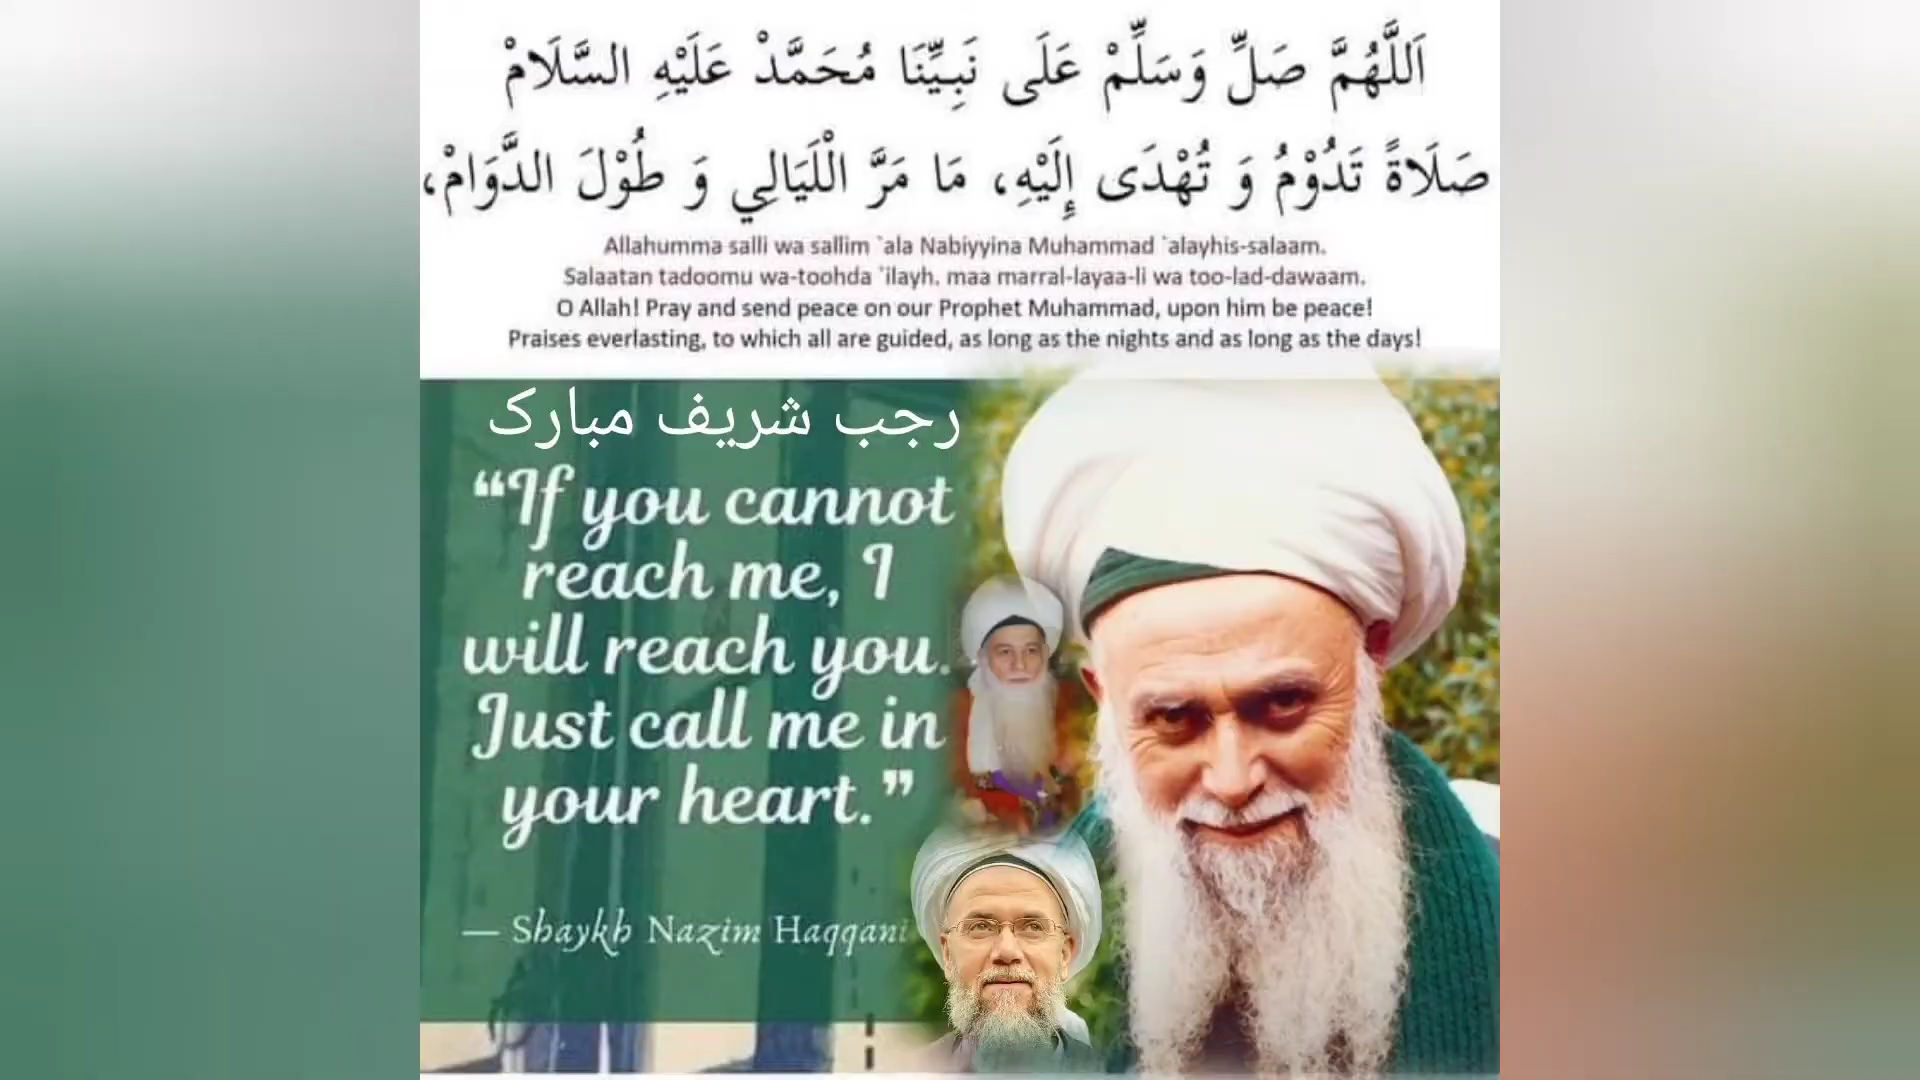 اَللَّهُمَّ صَلِّ وَسَلِّمْ عَلَى نَبِيِّنَا مُحَمَّدْ عَلَيْهِ السَّلَامْ
صَلَاةً تَدُوْمُ وَ تُهْدَى إِلَيْهِ، مَا مَرَّ الْلَيَالِي وَ طُوْلَ الدَّوَامْ،
Allahumma salli wa sallim `ala Nabiyyina Muhammad `alayhis-salaam.
Salaatan tadoomu wa-toohda `ilayh. maa marral-layaa-li wa too-lad-dawaam.
O Allah! Pray and send peace on our Prophet Muhammad, upon him be peace!
Praises everlasting, to which all are guided, as long as the nights and as long as the days!
رجب شریف مبارک
“If you cannot
reach me, I
will reach you.
Just call me in
your heart.”
— Shaykh Nazim Haqqani